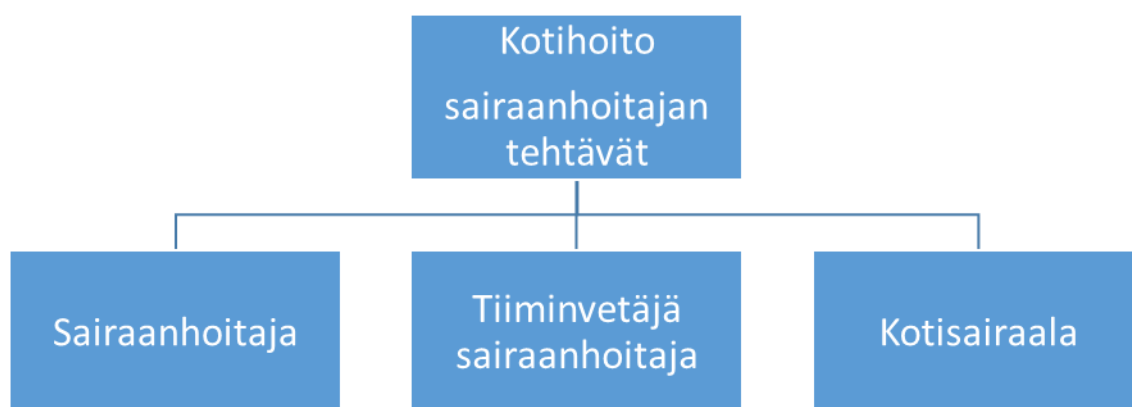 Kotihoito
sairaanhoitajan
tehtävät
Sairaanhoitaja
Tiiminvetäjä
sairaanhoitaja
Kotisairaala